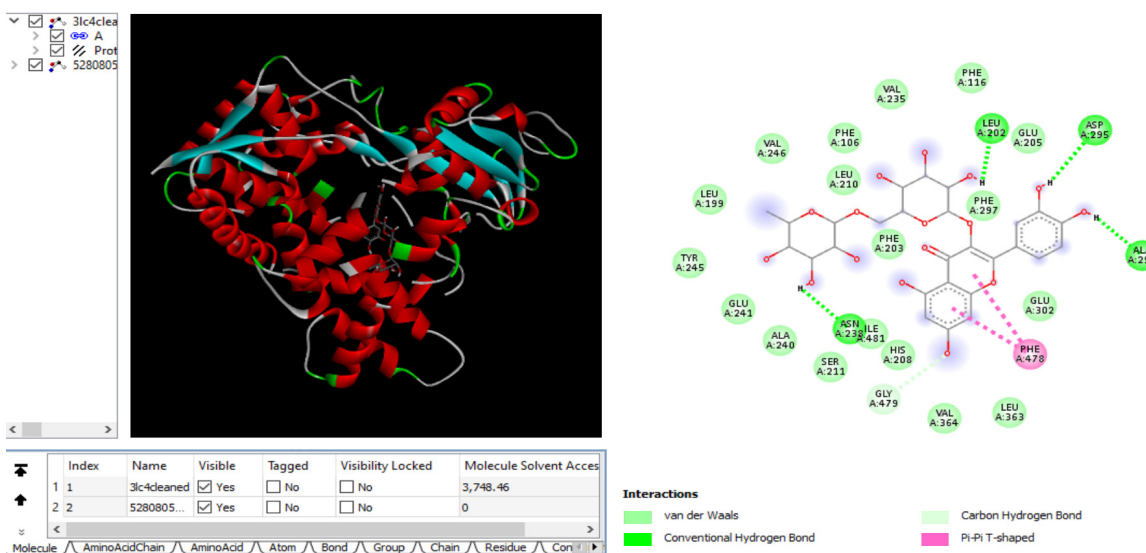 3lc4clea
A
Prot
5280805
PHE
A:116
VAL
A:235
LEU
A:202
GLU
A:205
ASP
A:295
PHE
A:106
VAL
A:246
LEU
A:210
LEU
A:199
PHE
A:297
PHE
A:203
TYR
A:245
GLU
A:241
GLU
A:302
ASN
A:238
ILE
A:481
ALA
A:240
HIS
A:208
SER
A:211
PHE
A:478
GLY
A:479
VAL
A:364
LEU
A:363
H
H
H
H
Index Name Visible Tagged Visibility Locked Molecule Solvent Acces
1 1 3lc4cleaned Yes No No 3,748.46
2 2 5280805... Yes No No 0
Molecule AminoAcidChain AminoAcid Atom Bond Group Chain Residue Con
Interactions
van der Waals
Conventional Hydrogen Bond
Carbon Hydrogen Bond
Pi-Pi T-shaped